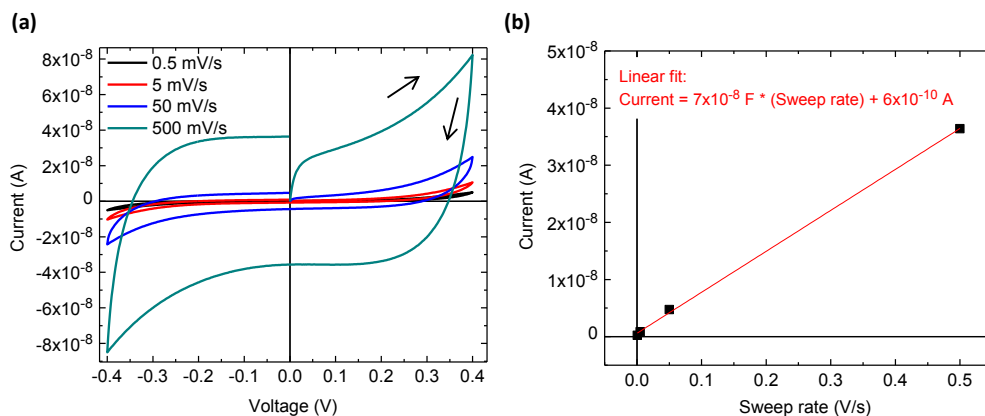 (a)
8x10⁻⁸
6x10⁻⁸
4x10⁻⁸
2x10⁻⁸
0
-2x10⁻⁸
-4x10⁻⁸
-6x10⁻⁸
-8x10⁻⁸
Current (A)
0.5 mV/s
5 mV/s
50 mV/s
500 mV/s
-0.4 -0.3 -0.2 -0.1 0.0 0.1 0.2 0.3 0.4
Voltage (V)
(b)
5x10⁻⁸
4x10⁻⁸
3x10⁻⁸
2x10⁻⁸
1x10⁻⁸
0
Current (A)
Linear fit:
Current = 7x10⁻⁸ F * (Sweep rate) + 6x10⁻¹⁰ A
0.0 0.1 0.2 0.3 0.4 0.5
Sweep rate (V/s)